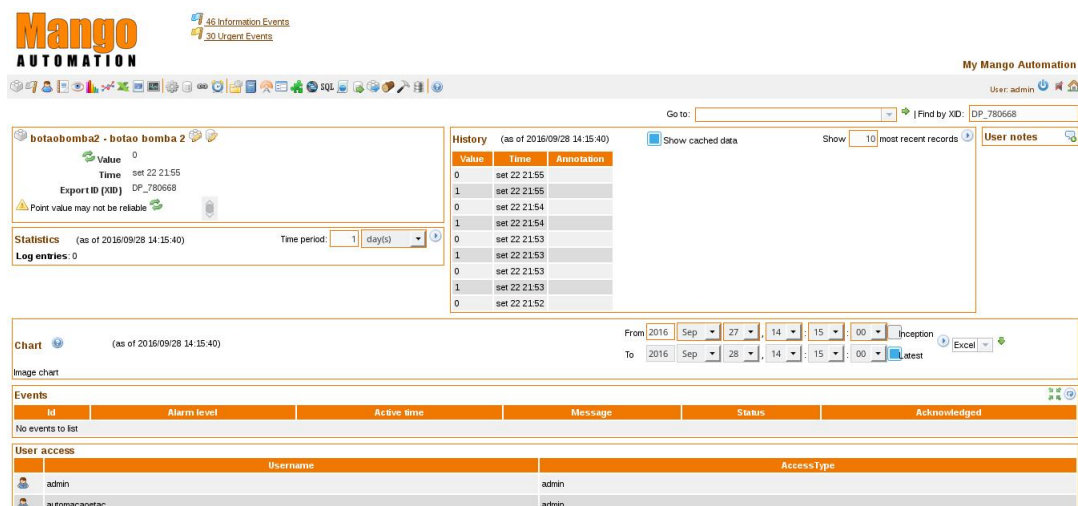 Mango
AUTOMATION
46 Information Events
30 Urgent Events
My Mango Automation
SQL
User: admin
Go to: | Find by XID: DP_780668
botaobomba2 - botao bomba 2
Value 0
Time set 22 21:55
Export ID (XID) DP_780668
Point value may not be reliable
Statistics (as of 2016/09/28 14:15:40) Time period: 1 day(s)
Log entries: 0
History (as of 2016/09/28 14:15:40) Show cached data Show 10 most recent records
Value Time Annotation
0 set 22 21:55
1 set 22 21:55
0 set 22 21:54
1 set 22 21:54
0 set 22 21:53
1 set 22 21:53
0 set 22 21:53
1 set 22 21:53
0 set 22 21:52
User notes
Chart (as of 2016/09/28 14:15:40)
From 2016 Sep 27 , 14 : 15 : 00 Inception
To 2016 Sep 28 , 14 : 15 : 00 Latest
Excel
Image chart
Events
Id Alarm level Active time Message Status Acknowledged
No events to list
User access
Username AccessType
admin admin
automacaoetac admin